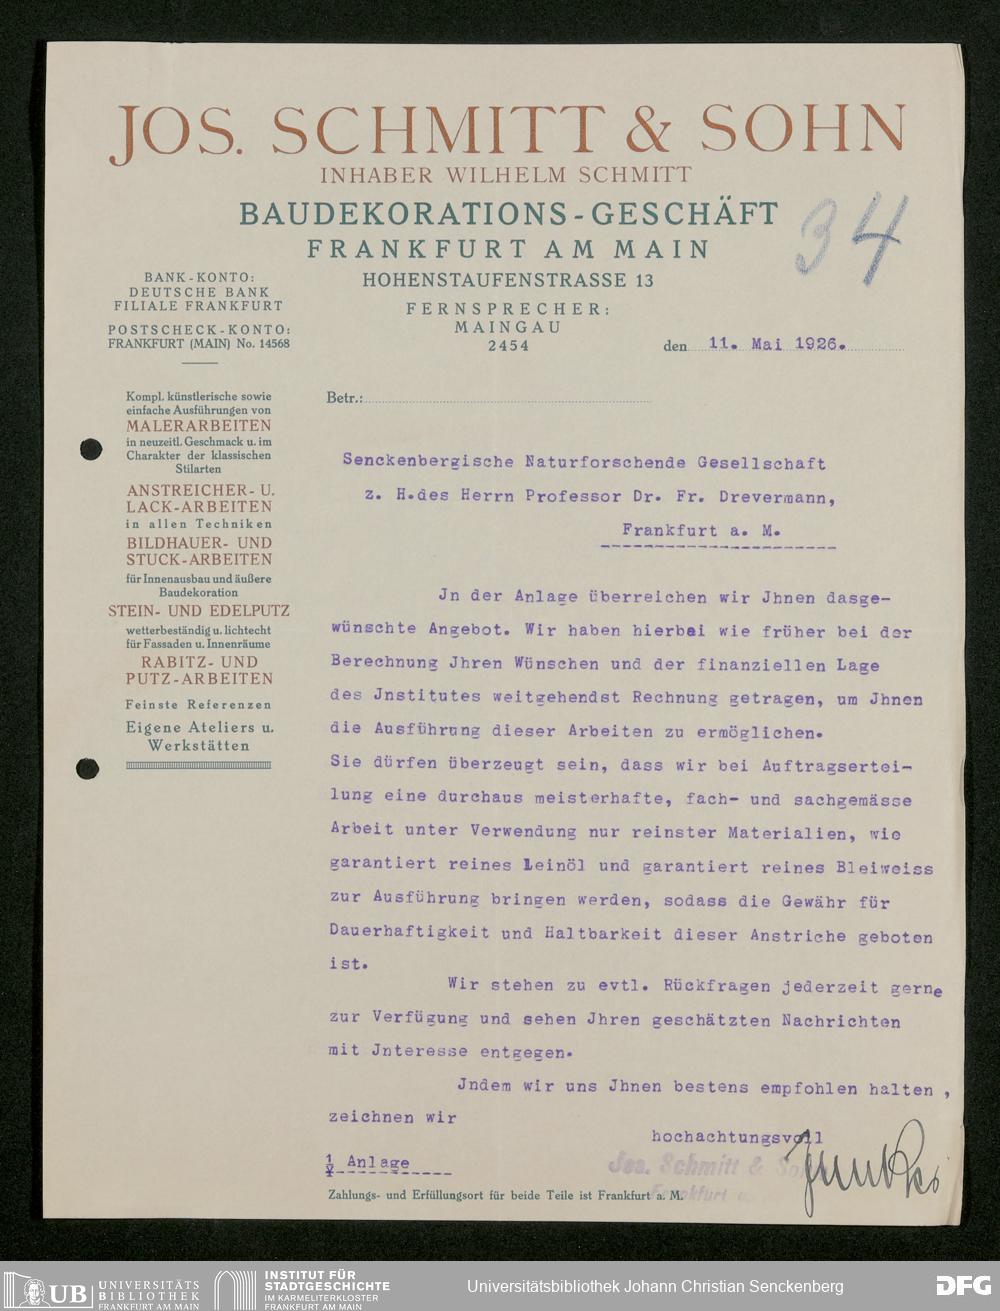 JOS. SCHMITT & SOHN
INHABER WILHELM SCHMITT
BAUDEKORATIONS-GESCHÄFT
FRANKFURT AM MAIN
HOHENSTAUFENSTRASSE 13
FERNSPRECHER:
MAINGAU
2454
34
BANK-KONTO:
DEUTSCHE BANK
FILIALE FRANKFURT
POSTSCHECK-KONTO:
FRANKFURT (MAIN) No. 14568
den 11. Mai 1926.
Kompl. künstlerische sowie
einfache Ausführungen von
MALERARBEITEN
in neuzeitl. Geschmack u. im
Charakter der klassischen
Stilarten
ANSTREICHER- U.
LACK-ARBEITEN
in allen Techniken
BILDHAUER- UND
STUCK-ARBEITEN
für Innenausbau und äußere
Baudekoration
STEIN- UND EDELPUTZ
wetterbeständig u. lichtecht
für Fassaden u. Innenräume
RABITZ- UND
PUTZ-ARBEITEN
Feinste Referenzen
Eigene Ateliers u.
Werkstätten
Betr.:
Senckenbergische Naturforschende Gesellschaft
z. H.des Herrn Professor Dr. Fr. Drevermann,
Frankfurt a. M.
Jn der Anlage überreichen wir Jhnen dasge-
wünschte Angebot. Wir haben hierbei wie früher bei der
Berechnung Jhren Wünschen und der finanziellen Lage
des Jnstitutes weitgehendst Rechnung getragen, um Jhnen
die Ausführung dieser Arbeiten zu ermöglichen.
Sie dürfen überzeugt sein, dass wir bei Auftragsertei-
lung eine durchaus meisterhafte, fach- und sachgemässe
Arbeit unter Verwendung nur reinster Materialien, wie
garantiert reines Leinöl und garantiert reines Bleiweiss
zur Ausführung bringen werden, sodass die Gewähr für
Dauerhaftigkeit und Haltbarkeit dieser Anstriche geboten
ist.
Wir stehen zu evtl. Rückfragen jederzeit gerne
zur Verfügung und sehen Jhren geschätzten Nachrichten
mit Jnteresse entgegen.
Jndem wir uns Jhnen bestens empfohlen halten ,
zeichnen wir
hochachtungsvoll
Jos. Schmitt & Sohn
Frankfurt a.
1 Anlage
Zahlungs- und Erfüllungsort für beide Teile ist Frankfurt a. M.
UB UNIVERSITÄTS
BIBLIOTHEK
FRANKFURT AM MAIN
INSTITUT FÜR
STADTGESCHICHTE
IM KARMELITERKLOSTER
FRANKFURT AM MAIN
Universitätsbibliothek Johann Christian Senckenberg
DFG